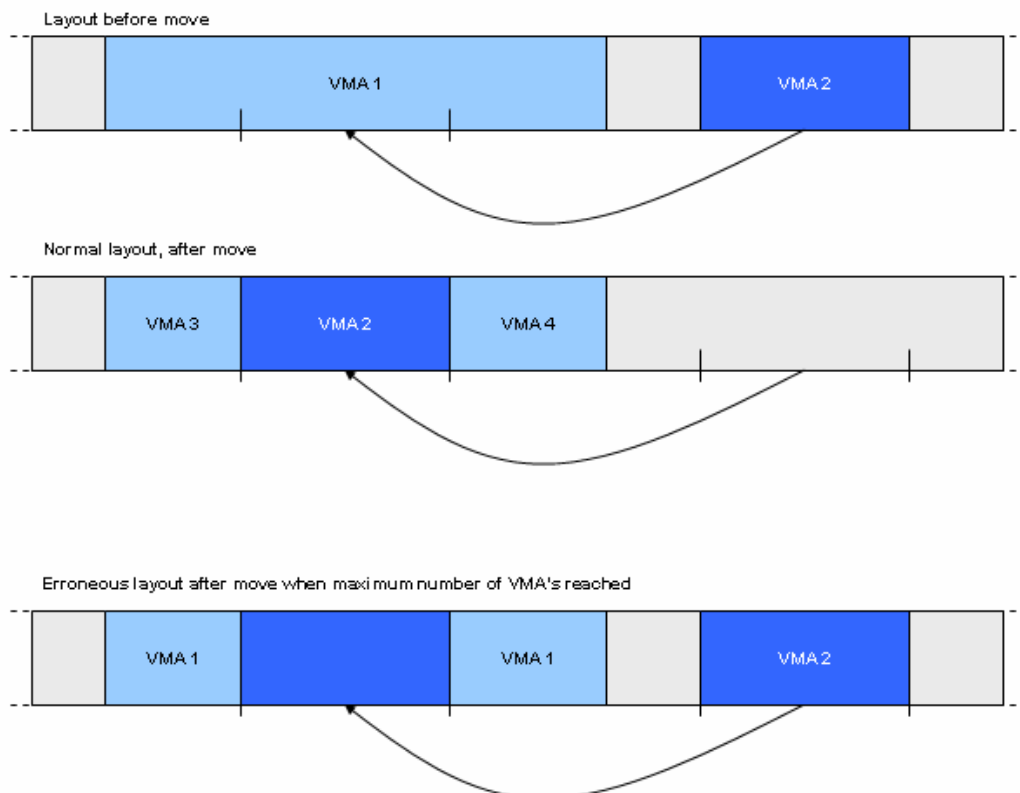 Layout before move
VMA 1
VMA 2
Normal layout, after move
VMA 3
VMA 2
VMA 4
Erroneous layout after move when maximum number of VMA's reached
VMA 1
VMA 1
VMA 2